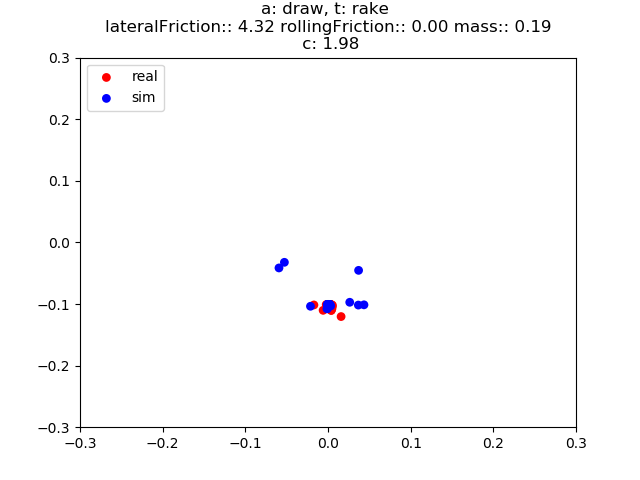 a: draw, t: rake
lateralFriction:: 4.32 rollingFriction:: 0.00 mass:: 0.19
c: 1.98
real
sim
0.3
0.2
0.1
0.0
−0.1
−0.2
−0.3
−0.3 −0.2 −0.1 0.0 0.1 0.2 0.3